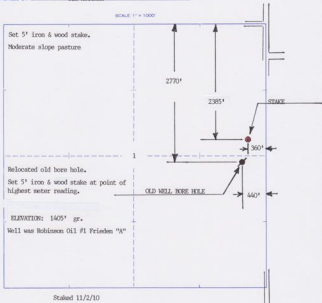 SCALE 1" = 1000'
Set 5' iron & wood stake.
Moderate slope pasture
2770'
2385'
STAKE
360'
1
Relocated old bore hole.
Set 5' iron & wood stake at point of
highest meter reading.
OLD WELL BORE HOLE
440'
ELEVATION: 1405' gr.
Well was Robinson Oil #1 Frieden "A"
Staked 11/2/10